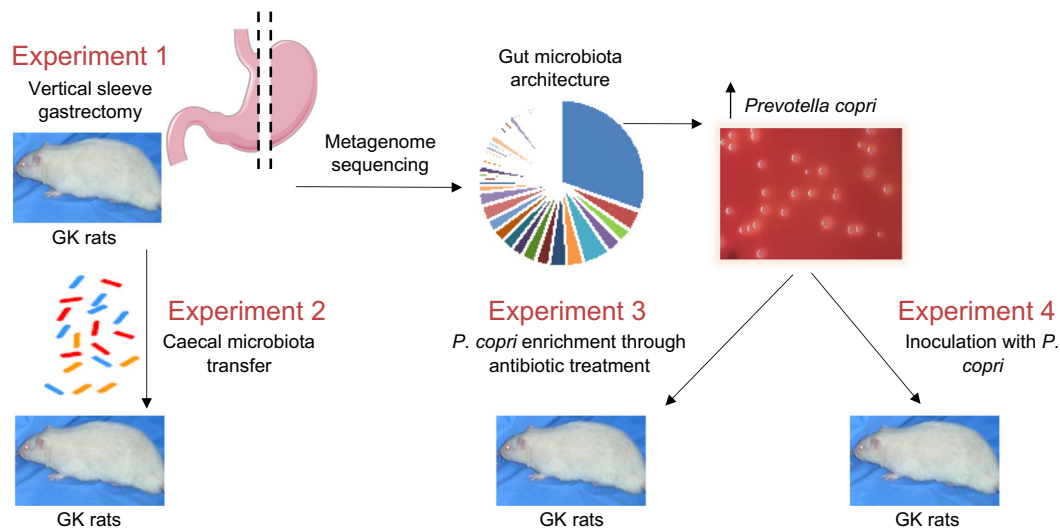 Experiment 1
Vertical sleeve
gastrectomy
GK rats
Metagenome
sequencing
Gut microbiota
architecture
Prevotella copri
Experiment 2
Caecal microbiota
transfer
GK rats
Experiment 3
P. copri enrichment through
antibiotic treatment
GK rats
Experiment 4
Inoculation with P.
copri
GK rats